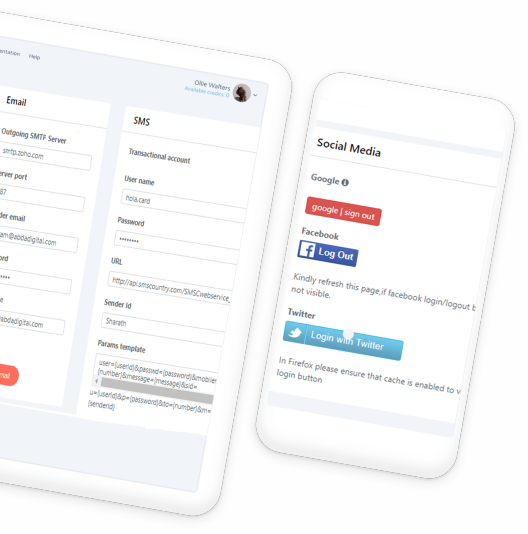 Help
Ollie Walters
Available credits: 0
Email
Outgoing SMTP Server
smtp.zoho.com
erver port
87
der email
am@abdadigital.com
ord
••••
e
abdadigital.com
mail
SMS
Transactional account
User name
hola.card
Password
••••••••
URL
http://api.smscountry.com/SMSCwebservice_
Sender Id
Sharath
Params template
user={userId}&passwd={password}&mobilen
{number}&message={message}&sid=
u={userId}&p={password}&to={number}&m=
{senderId}
Social Media
Google
google | sign out
Facebook
f Log Out
Kindly refresh this page,if facebook login/logout b
not visible.
Twitter
Login with Twitter
In Firefox please ensure that cache is enabled to v
login button